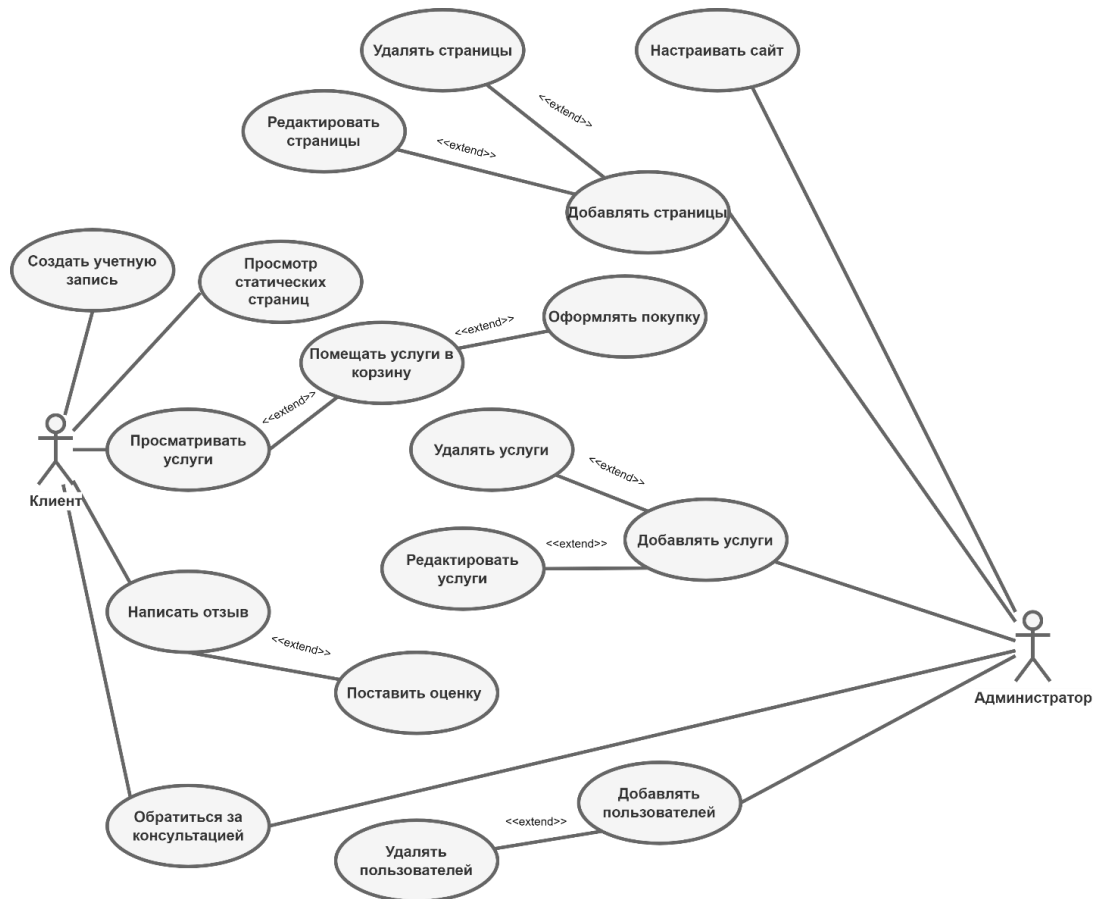 Удалять страницы
Настраивать сайт
<<extend>>
Редактировать
страницы
<<extend>>
Добавлять страницы
Создать учетную
запись
Просмотр
статических
страниц
Оформлять покупку
<<extend>>
Помещать услуги в
корзину
<<extend>>
Просматривать
услуги
Удалять услуги
<<extend>>
Клиент
Добавлять услуги
<<extend>>
Редактировать
услуги
Написать отзыв
<<extend>>
Поставить оценку
Администратор
Обратиться за
консультацией
Добавлять
пользователей
<<extend>>
Удалять
пользователей